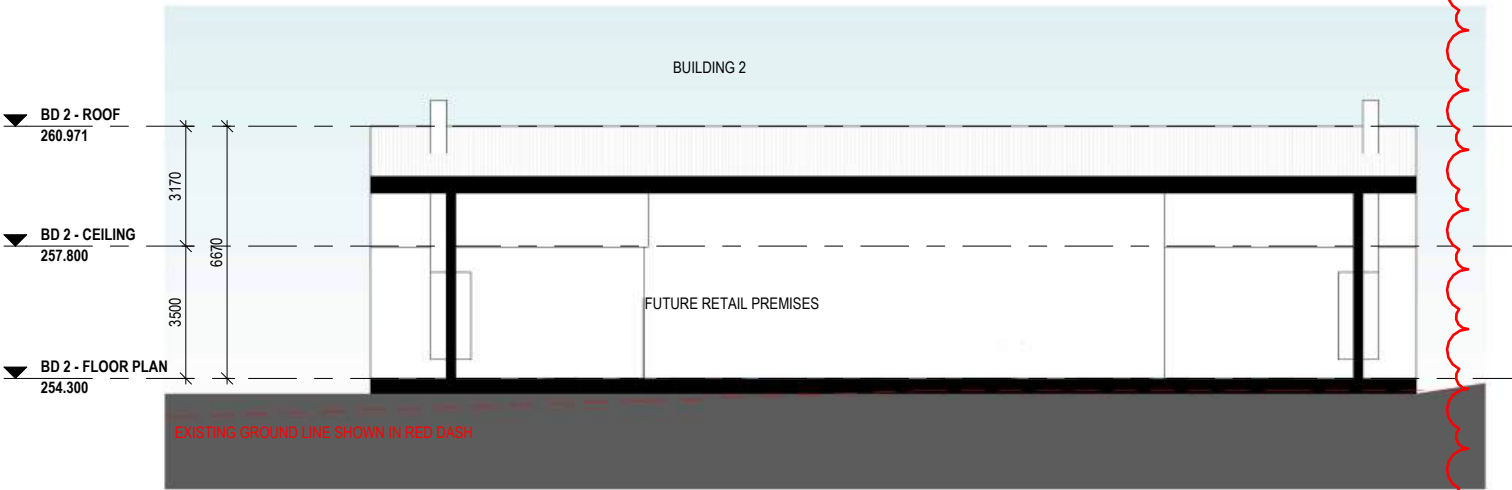 BUILDING 2
BD 2 - ROOF
260.971
3170
6670
BD 2 - CEILING
257.800
3500
FUTURE RETAIL PREMISES
BD 2 - FLOOR PLAN
254.300
EXISTING GROUND LINE SHOWN IN RED DASH